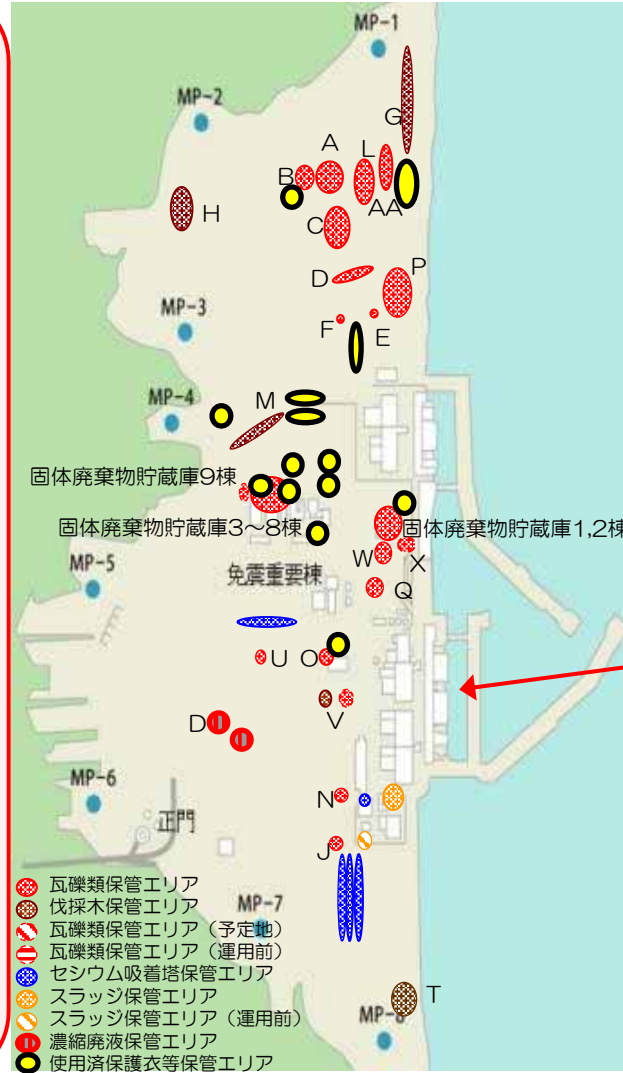 MP-1
MP-2
G
A
L
B
AA
H
C
D
P
MP-3
F
E
MP-4
M
固体廃棄物貯蔵庫9棟
固体廃棄物貯蔵庫3～8棟
固体廃棄物貯蔵庫1,2棟
W
X
MP-5
免震重要棟
Q
U
O
D
V
MP-6
N
正門
J
瓦礫類保管エリア
伐採木保管エリア
瓦礫類保管エリア（予定地）
MP-7
瓦礫類保管エリア（運用前）
セシウム吸着塔保管エリア
スラッジ保管エリア
T
スラッジ保管エリア（運用前）
MP-8
濃縮廃液保管エリア
使用済保護衣等保管エリア